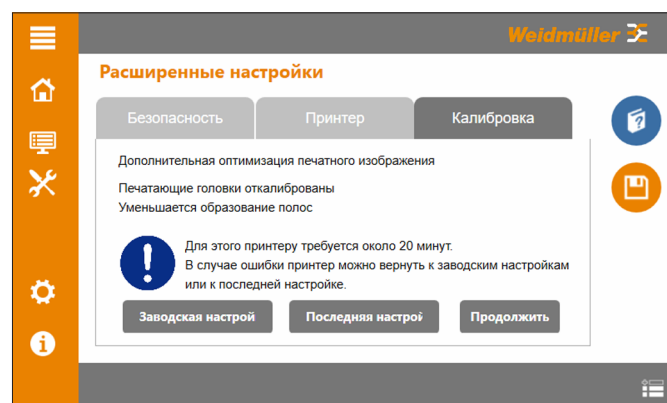 Weidmüller
Расширенные настройки
Безопасность
Принтер
Калибровка
Дополнительная оптимизация печатного изображения
Печатающие головки откалиброваны
Уменьшается образование полос
Для этого принтеру требуется около 20 минут.
В случае ошибки принтер можно вернуть к заводским настройкам
или к последней настройке.
Заводская настрой
Последняя настрой
Продолжить